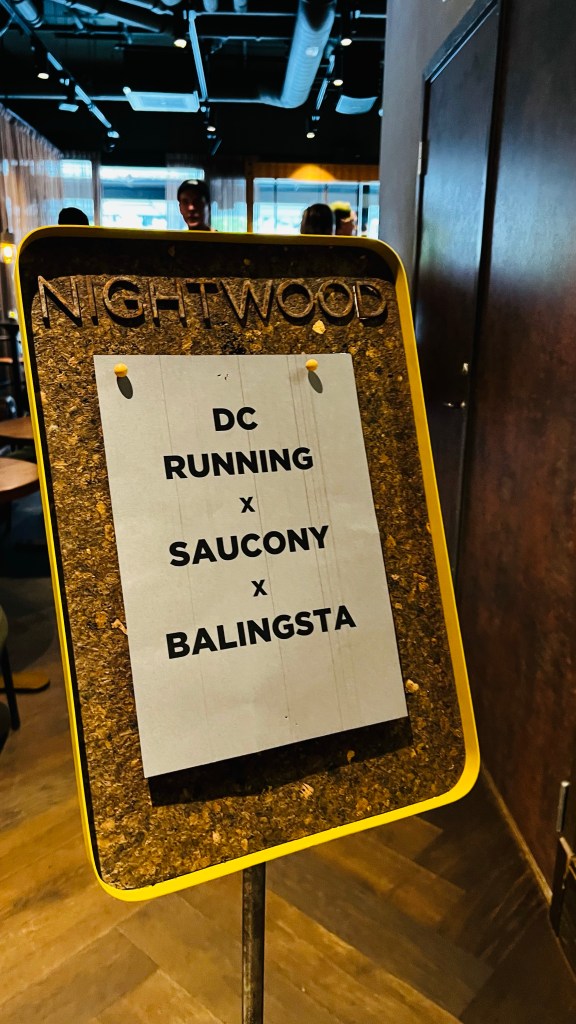 NIGHTWOOD
DC
RUNNING
x
SAUCONY
x
BALINGSTA